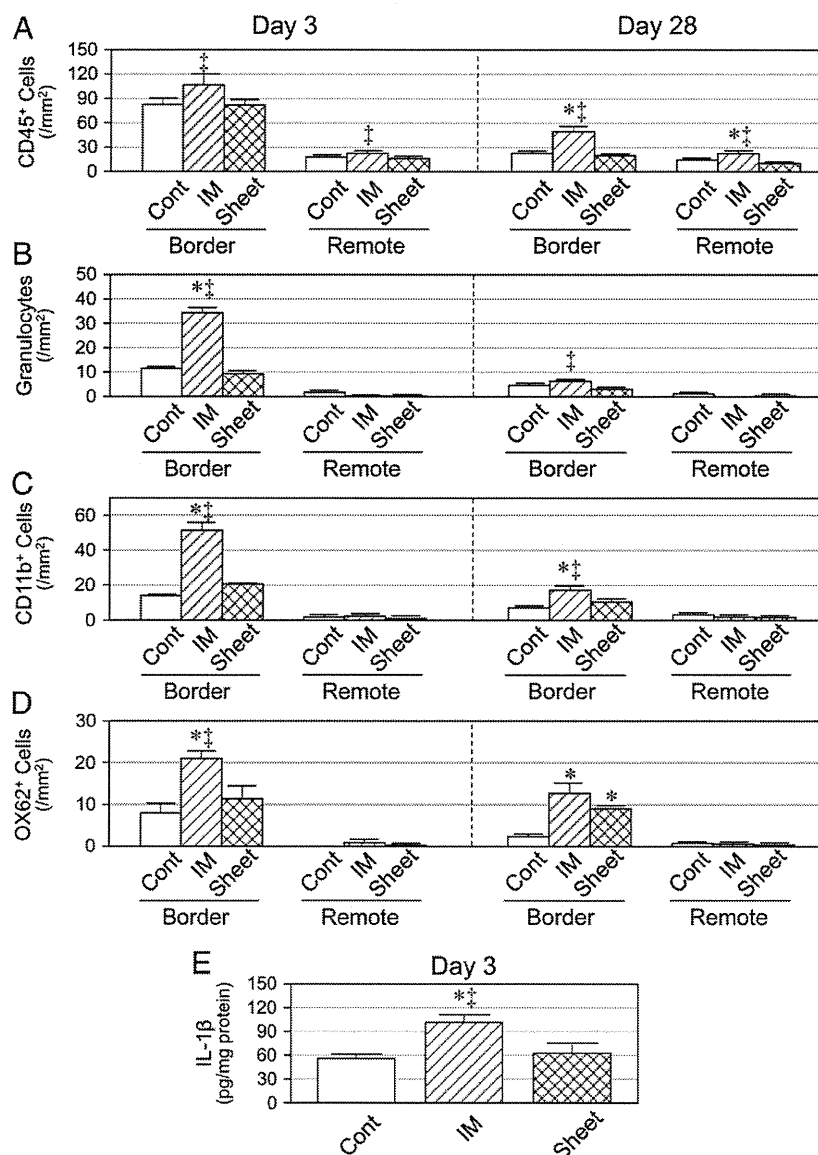 A Day 3 Day 28
CD45+ Cells
(/mm²)
150
120
90
60
30
0
‡ ‡ *‡ *‡
Cont IM Sheet Cont IM Sheet Cont IM Sheet Cont IM Sheet
Border Remote Border Remote
B
Granulocytes
(/mm²)
50
40
30
20
10
0
*‡ ‡
Cont IM Sheet Cont IM Sheet Cont IM Sheet Cont IM Sheet
Border Remote Border Remote
C
CD11b+ Cells
(/mm²)
60
40
20
0
*‡ *‡
Cont IM Sheet Cont IM Sheet Cont IM Sheet Cont IM Sheet
Border Remote Border Remote
D
OX62+ Cells
(/mm²)
30
20
10
0
*‡ * *
Cont IM Sheet Cont IM Sheet Cont IM Sheet Cont IM Sheet
Border Remote Border Remote
E Day 3
IL-1β
(pg/mg protein)
150
120
90
60
30
0
*‡
Cont IM Sheet